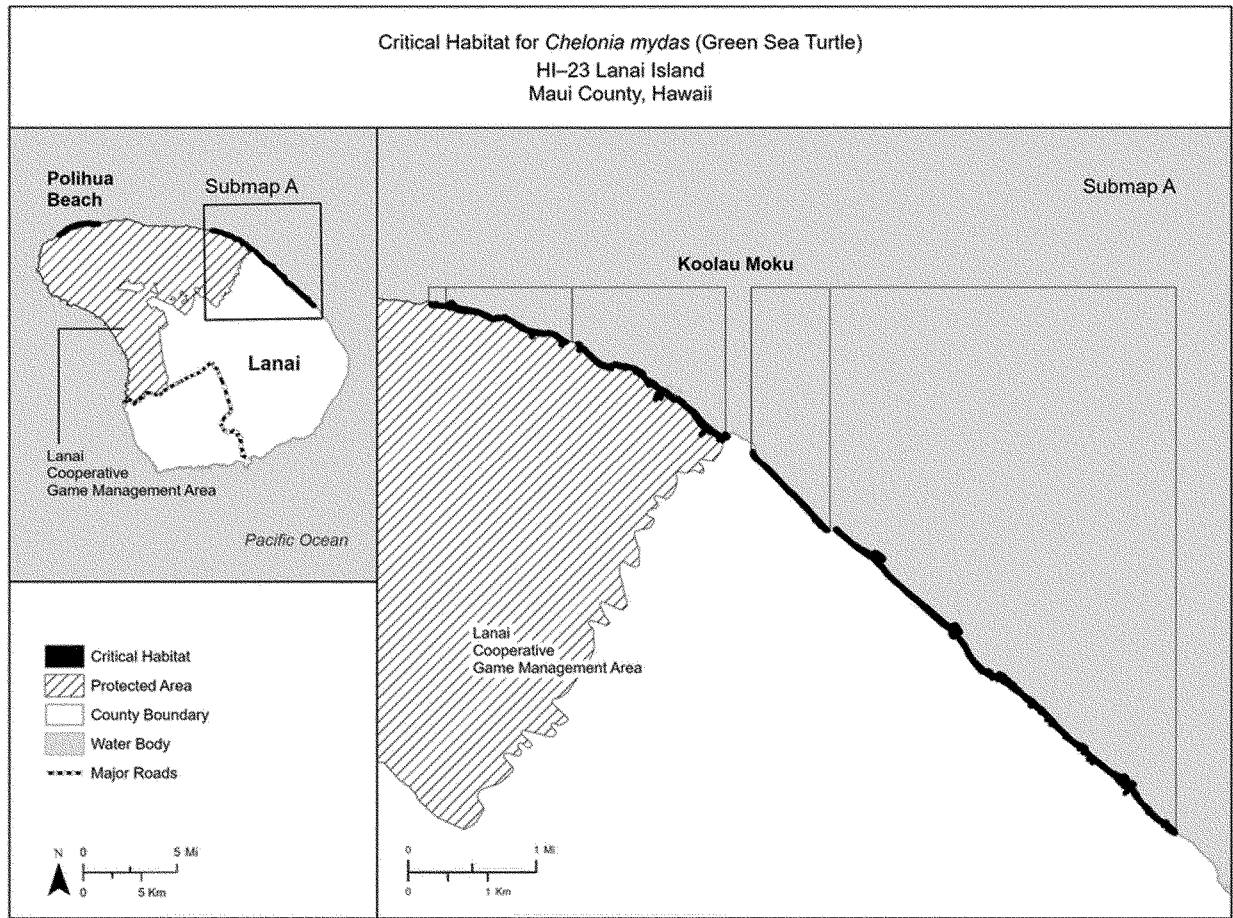 Critical Habitat for Chelonia mydas (Green Sea Turtle)
HI–23 Lanai Island
Maui County, Hawaii
Polihua
Beach
Submap A
Lanai
Lanai
Cooperative
Game Management Area
Pacific Ocean
Critical Habitat
Protected Area
County Boundary
Water Body
Major Roads
N
0 5 Mi
0 5 Km
Submap A
Koolau Moku
Lanai
Cooperative
Game Management Area
0 1 Mi
0 1 Km